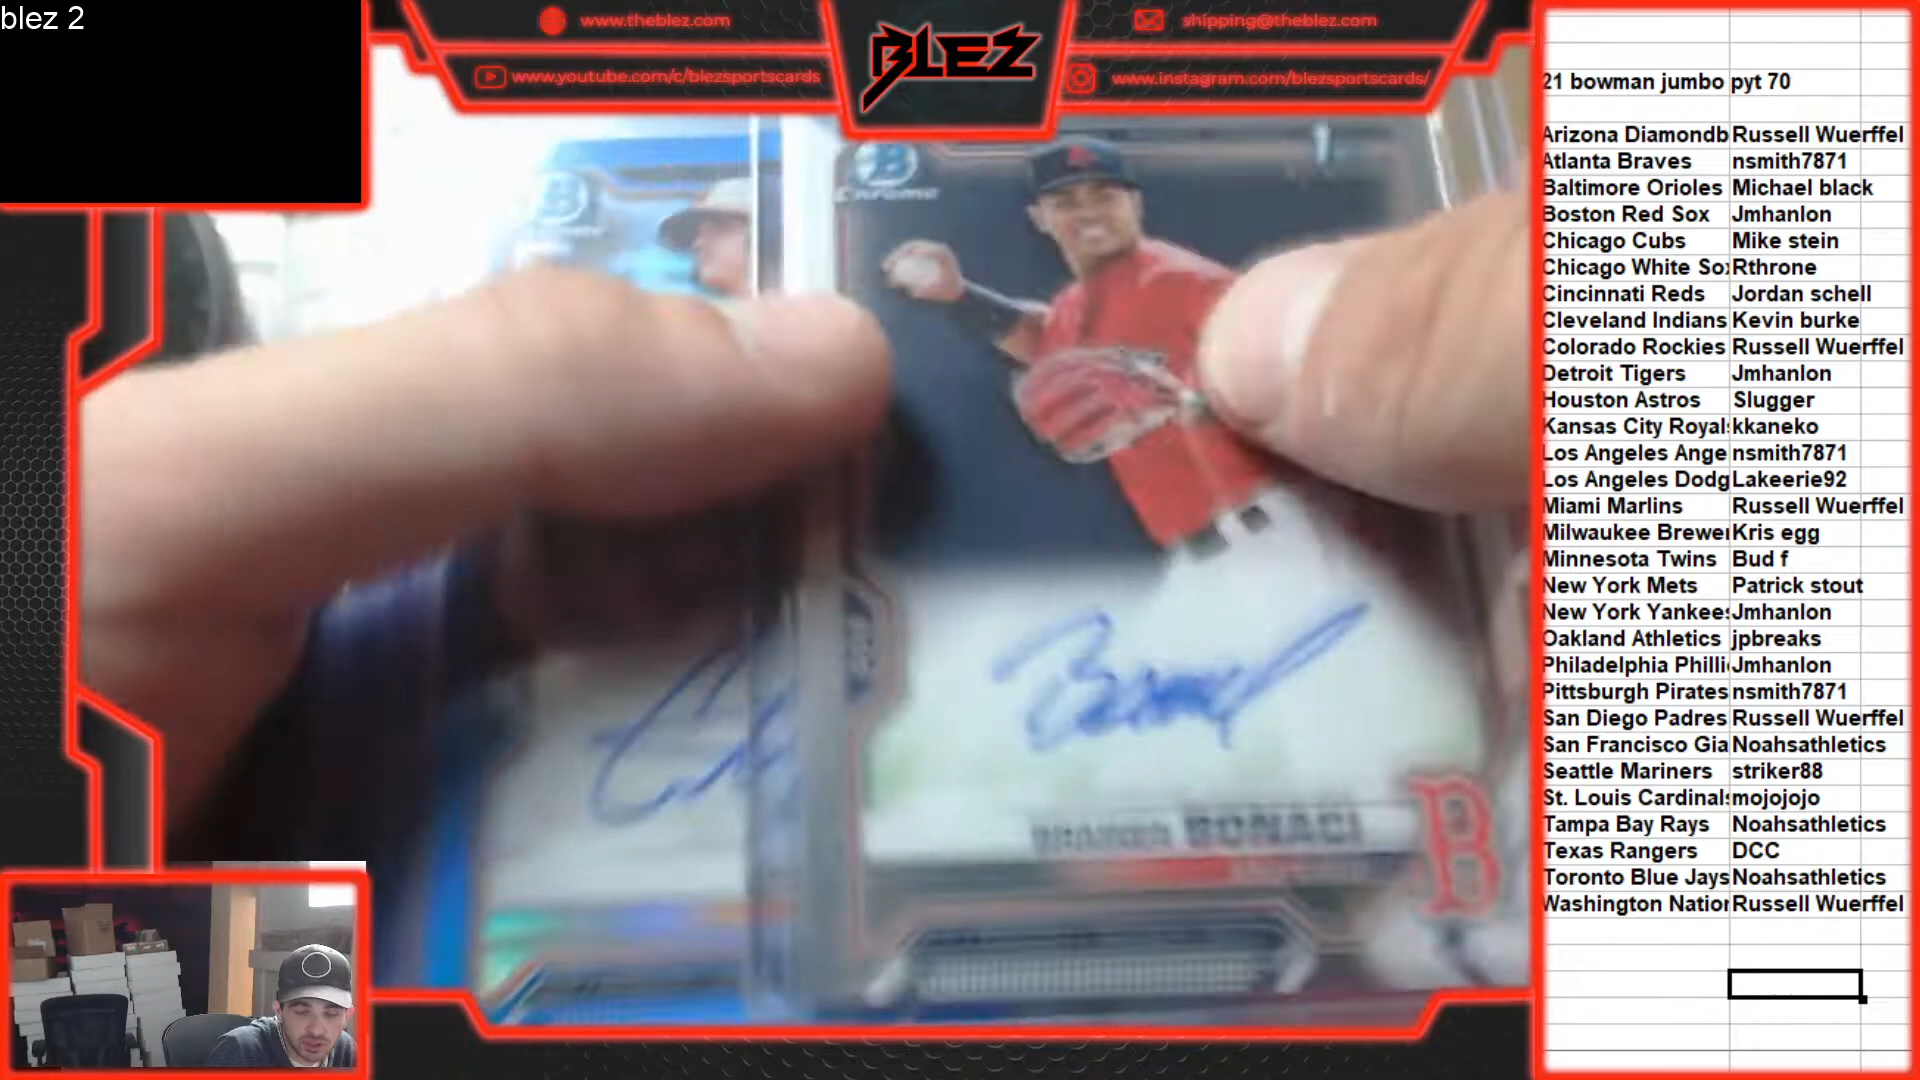 blez 2
www.theblez.com
www.youtube.com/c/blezsportscards
BLEZ
shipping@theblez.com
www.instagram.com/blezsportscards/
Chrome
BONACI
B
21 bowman jumbo pyt 70
Arizona Diamondb Russell Wuerffel
Atlanta Braves nsmith7871
Baltimore Orioles Michael black
Boston Red Sox Jmhanlon
Chicago Cubs Mike stein
Chicago White Sox Rthrone
Cincinnati Reds Jordan schell
Cleveland Indians Kevin burke
Colorado Rockies Russell Wuerffel
Detroit Tigers Jmhanlon
Houston Astros Slugger
Kansas City Royals kkaneko
Los Angeles Ange nsmith7871
Los Angeles Dodg Lakeerie92
Miami Marlins Russell Wuerffel
Milwaukee Brewer Kris egg
Minnesota Twins Bud f
New York Mets Patrick stout
New York Yankees Jmhanlon
Oakland Athletics jpbreaks
Philadelphia Philli Jmhanlon
Pittsburgh Pirates nsmith7871
San Diego Padres Russell Wuerffel
San Francisco Gia Noahsathletics
Seattle Mariners striker88
St. Louis Cardinals mojojojo
Tampa Bay Rays Noahsathletics
Texas Rangers DCC
Toronto Blue Jays Noahsathletics
Washington Nation Russell Wuerffel